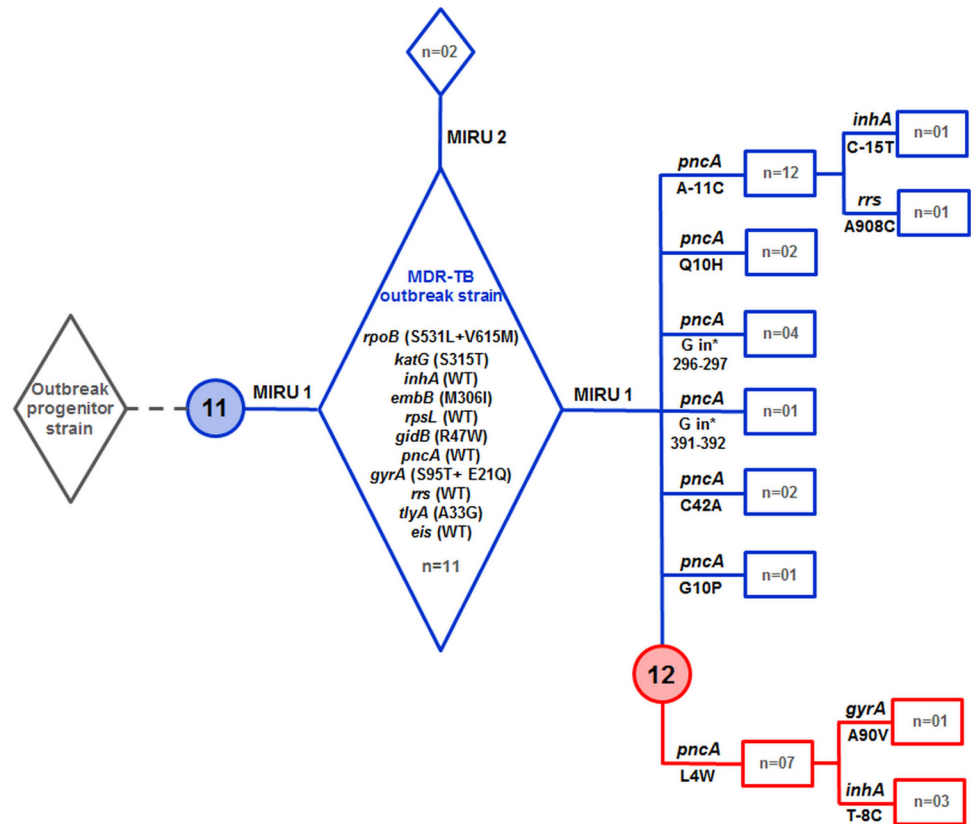 n=02
MIRU 2
MDR-TB
outbreak strain
rpoB (S531L+V615M)
katG (S315T)
inhA (WT)
embB (M306I)
rpsL (WT)
gidB (R47W)
pncA (WT)
gyrA (S95T+ E21Q)
rrs (WT)
tlyA (A33G)
eis (WT)
n=11
Outbreak
progenitor
strain
11
MIRU 1
MIRU 1
pncA
A-11C
n=12
inhA
C-15T
n=01
rrs
A908C
n=01
pncA
Q10H
n=02
pncA
G in*
296-297
n=04
pncA
G in*
391-392
n=01
pncA
C42A
n=02
pncA
G10P
n=01
12
pncA
L4W
n=07
gyrA
A90V
n=01
inhA
T-8C
n=03